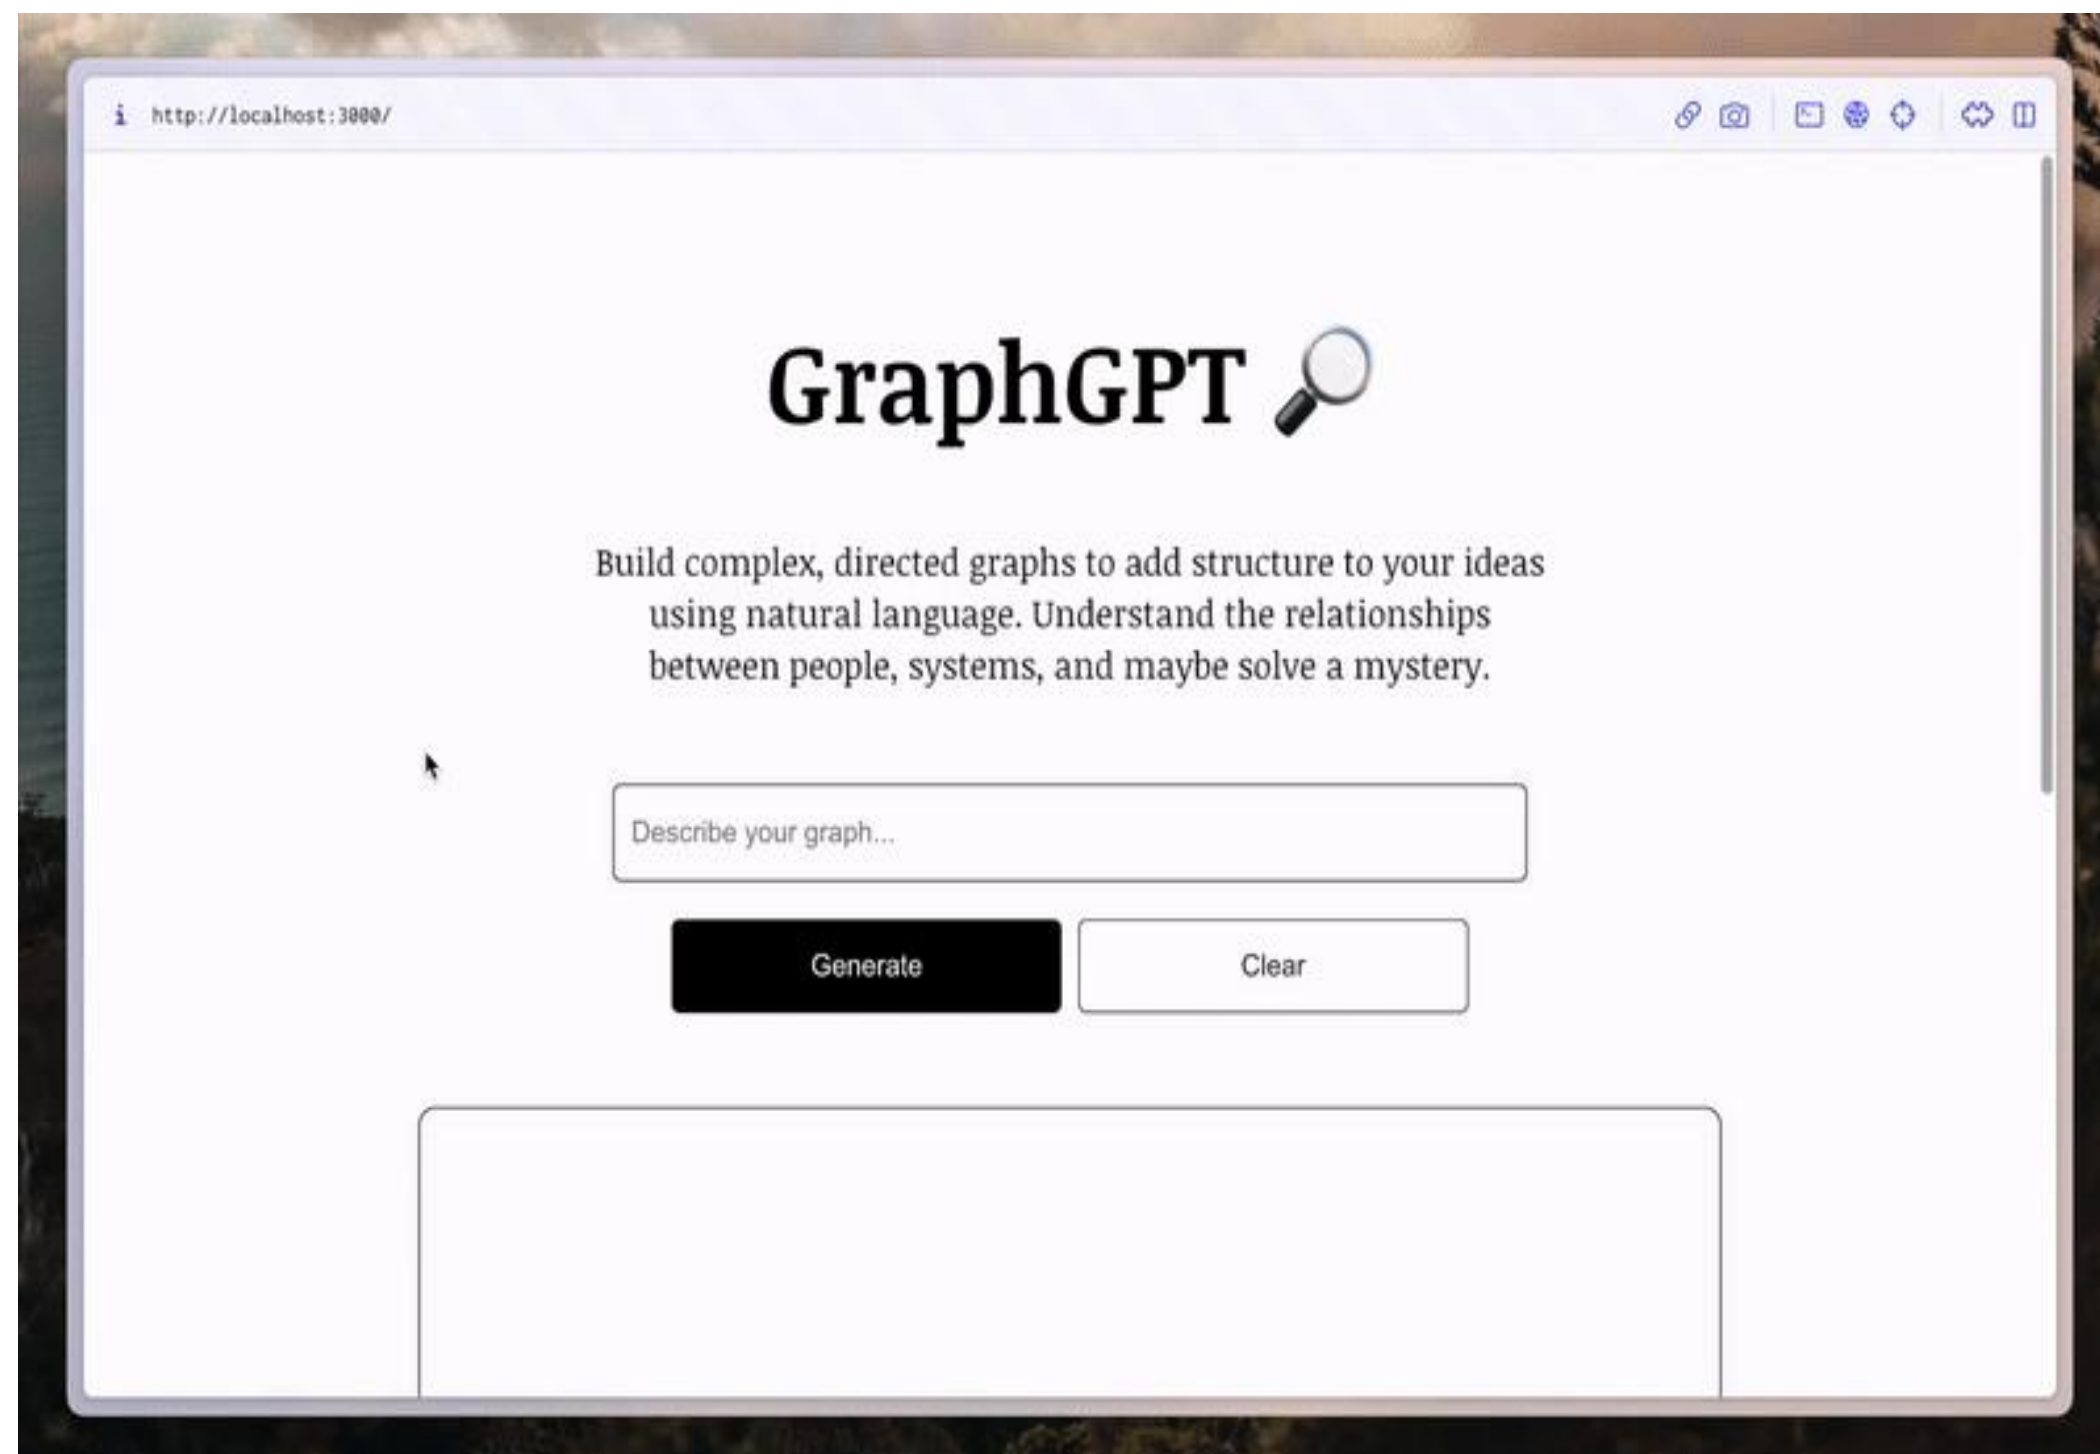 http://localhost:3000/
GraphGPT
Build complex, directed graphs to add structure to your ideas
using natural language. Understand the relationships
between people, systems, and maybe solve a mystery.
Describe your graph...
Generate
Clear